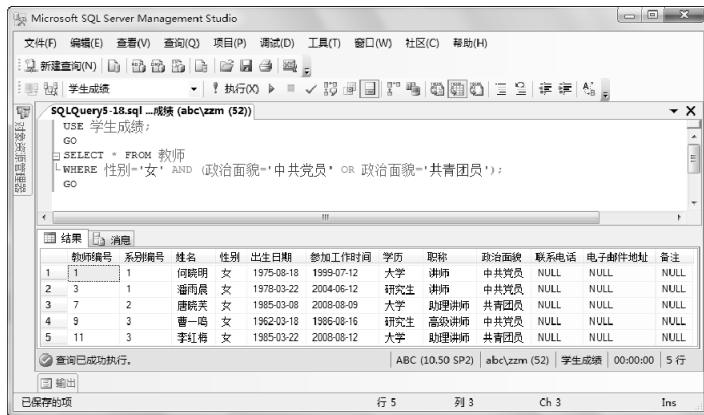 Microsoft SQL Server Management Studio
文件(F) 编辑(E) 查看(V) 查询(Q) 项目(P) 调试(D) 工具(T) 窗口(W) 社区(C) 帮助(H)
新建查询(N)
学生成绩 执行(X)
SQLQuery5-18.sql ...成绩 (abc\zzm (52))
对象资源管理器
USE 学生成绩;
GO
SELECT * FROM 教师
WHERE 性别='女' AND (政治面貌='中共党员' OR 政治面貌='共青团员');
GO
结果 消息
教师编号 系别编号 姓名 性别 出生日期 参加工作时间 学历 职称 政治面貌 联系电话 电子邮件地址 备注
1 1 1 何晓明 女 1975-08-18 1999-07-12 大学 讲师 中共党员 NULL NULL NULL
2 3 1 潘雨晨 女 1978-03-22 2004-06-12 研究生 讲师 中共党员 NULL NULL NULL
3 7 2 唐晓芙 女 1985-03-08 2008-08-09 大学 助理讲师 共青团员 NULL NULL NULL
4 9 3 曹一鸣 女 1962-03-18 1986-08-16 研究生 高级讲师 中共党员 NULL NULL NULL
5 11 3 李红梅 女 1985-03-22 2008-08-12 大学 助理讲师 共青团员 NULL NULL NULL
查询已成功执行。 ABC (10.50 SP2) abc\zzm (52) 学生成绩 00:00:00 5 行
输出
已保存的项 行 5 列 3 Ch 3 Ins